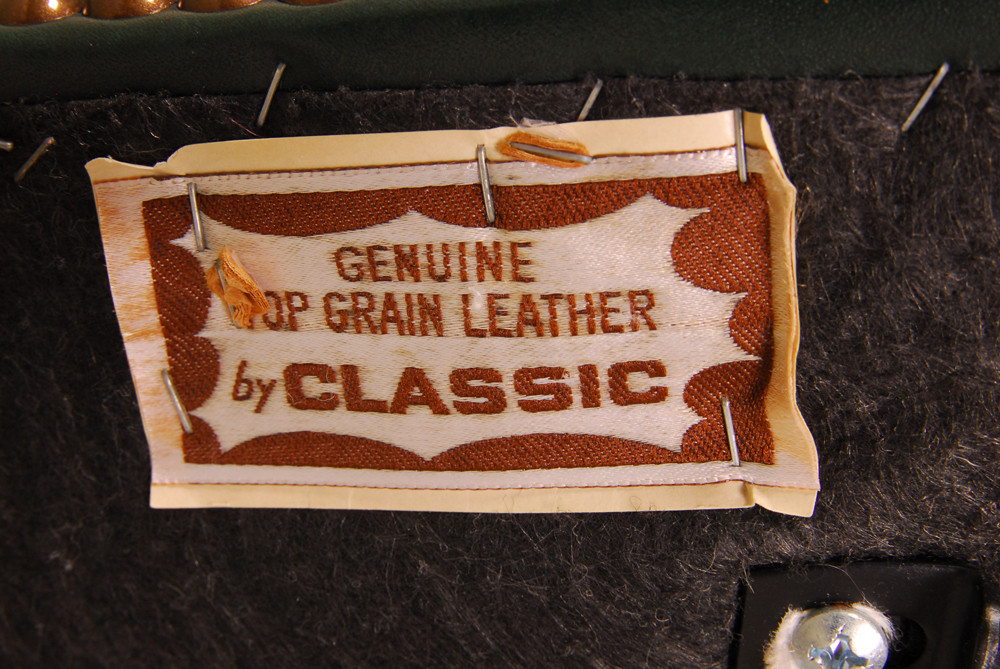 GENUINE
TOP GRAIN LEATHER
by CLASSIC